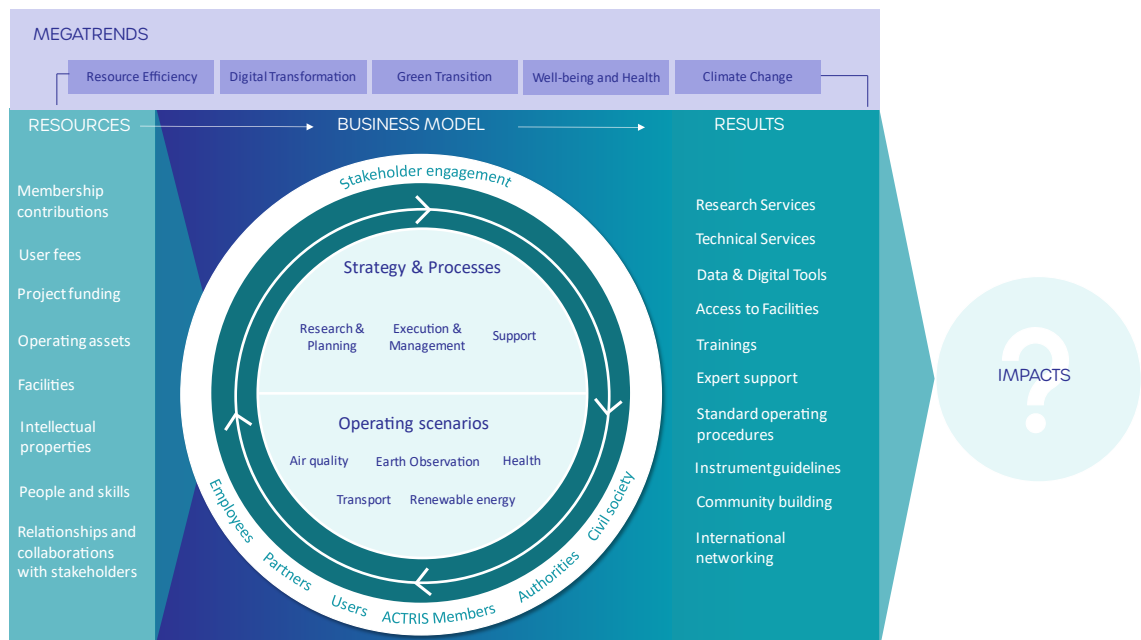 MEGATRENDS
Resource Efficiency
Digital Transformation
Green Transition
Well-being and Health
Climate Change
RESOURCES
BUSINESS MODEL
RESULTS
Membership
contributions
User fees
Project funding
Operating assets
Facilities
Intellectual
properties
People and skills
Relationships and
collaborations
with stakeholders
Stakeholder engagement
Strategy & Processes
Research &
Planning
Execution &
Management
Support
Operating scenarios
Air quality
Earth Observation
Health
Transport
Renewable energy
Employees
Partners
Users
ACTRIS Members
Authorities
Civil society
Research Services
Technical Services
Data & Digital Tools
Access to Facilities
Trainings
Expert support
Standard operating
procedures
Instrument guidelines
Community building
International
networking
?
IMPACTS